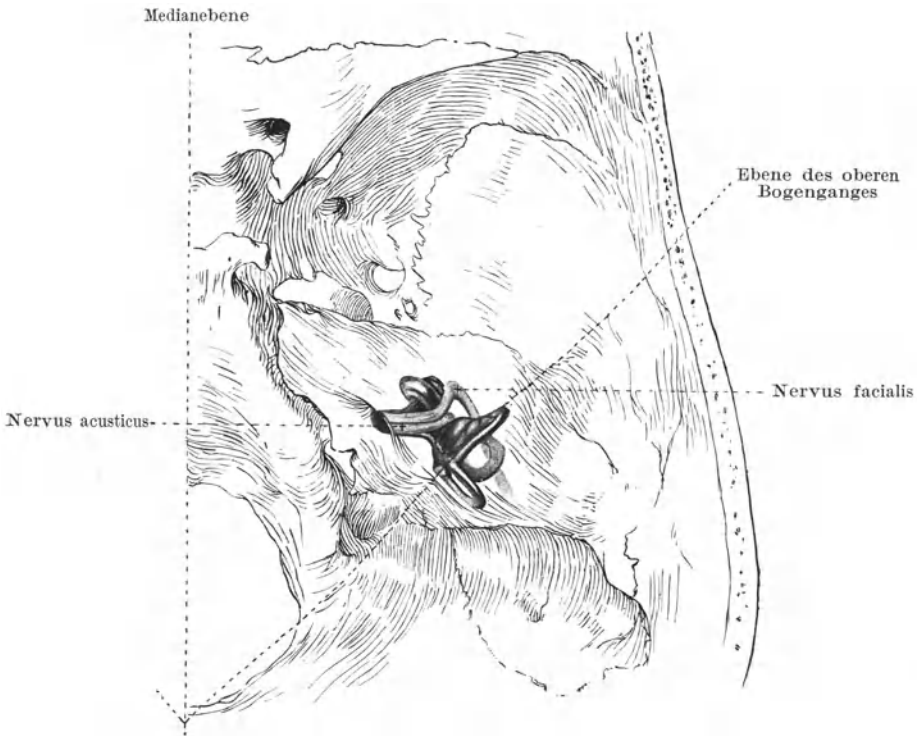 Medianebene
Ebene des oberen
Bogenganges
Nervus facialis
Nervus acusticus